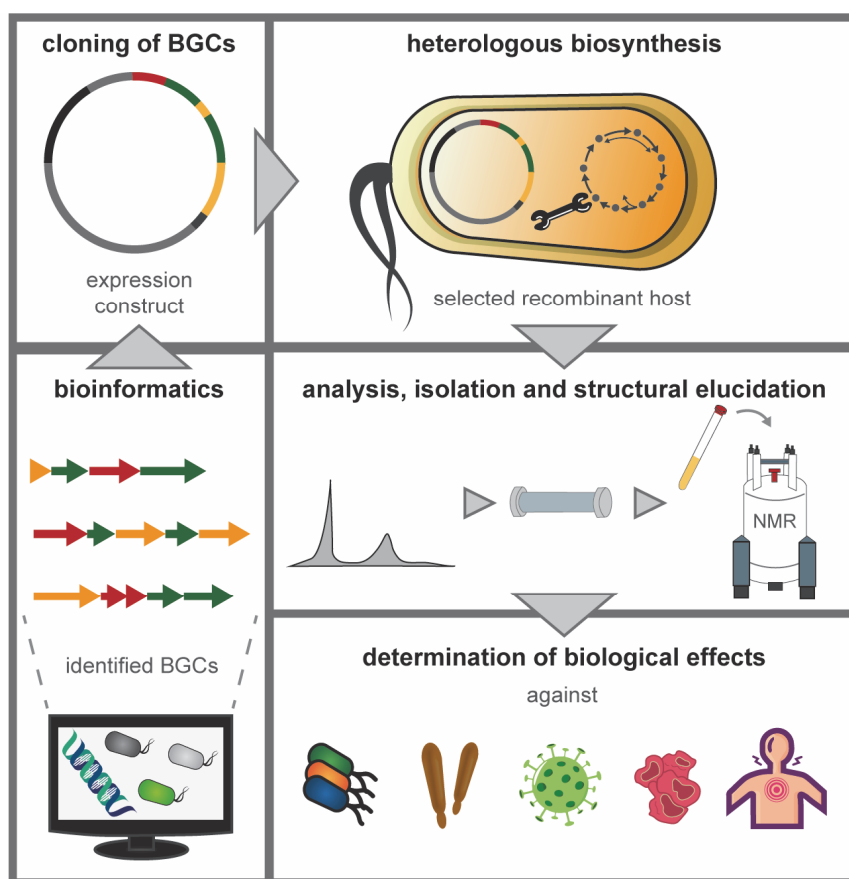 cloning of BGCs
expression
construct
heterologous biosynthesis
selected recombinant host
bioinformatics
identified BGCs
analysis, isolation and structural elucidation
NMR
determination of biological effects
against